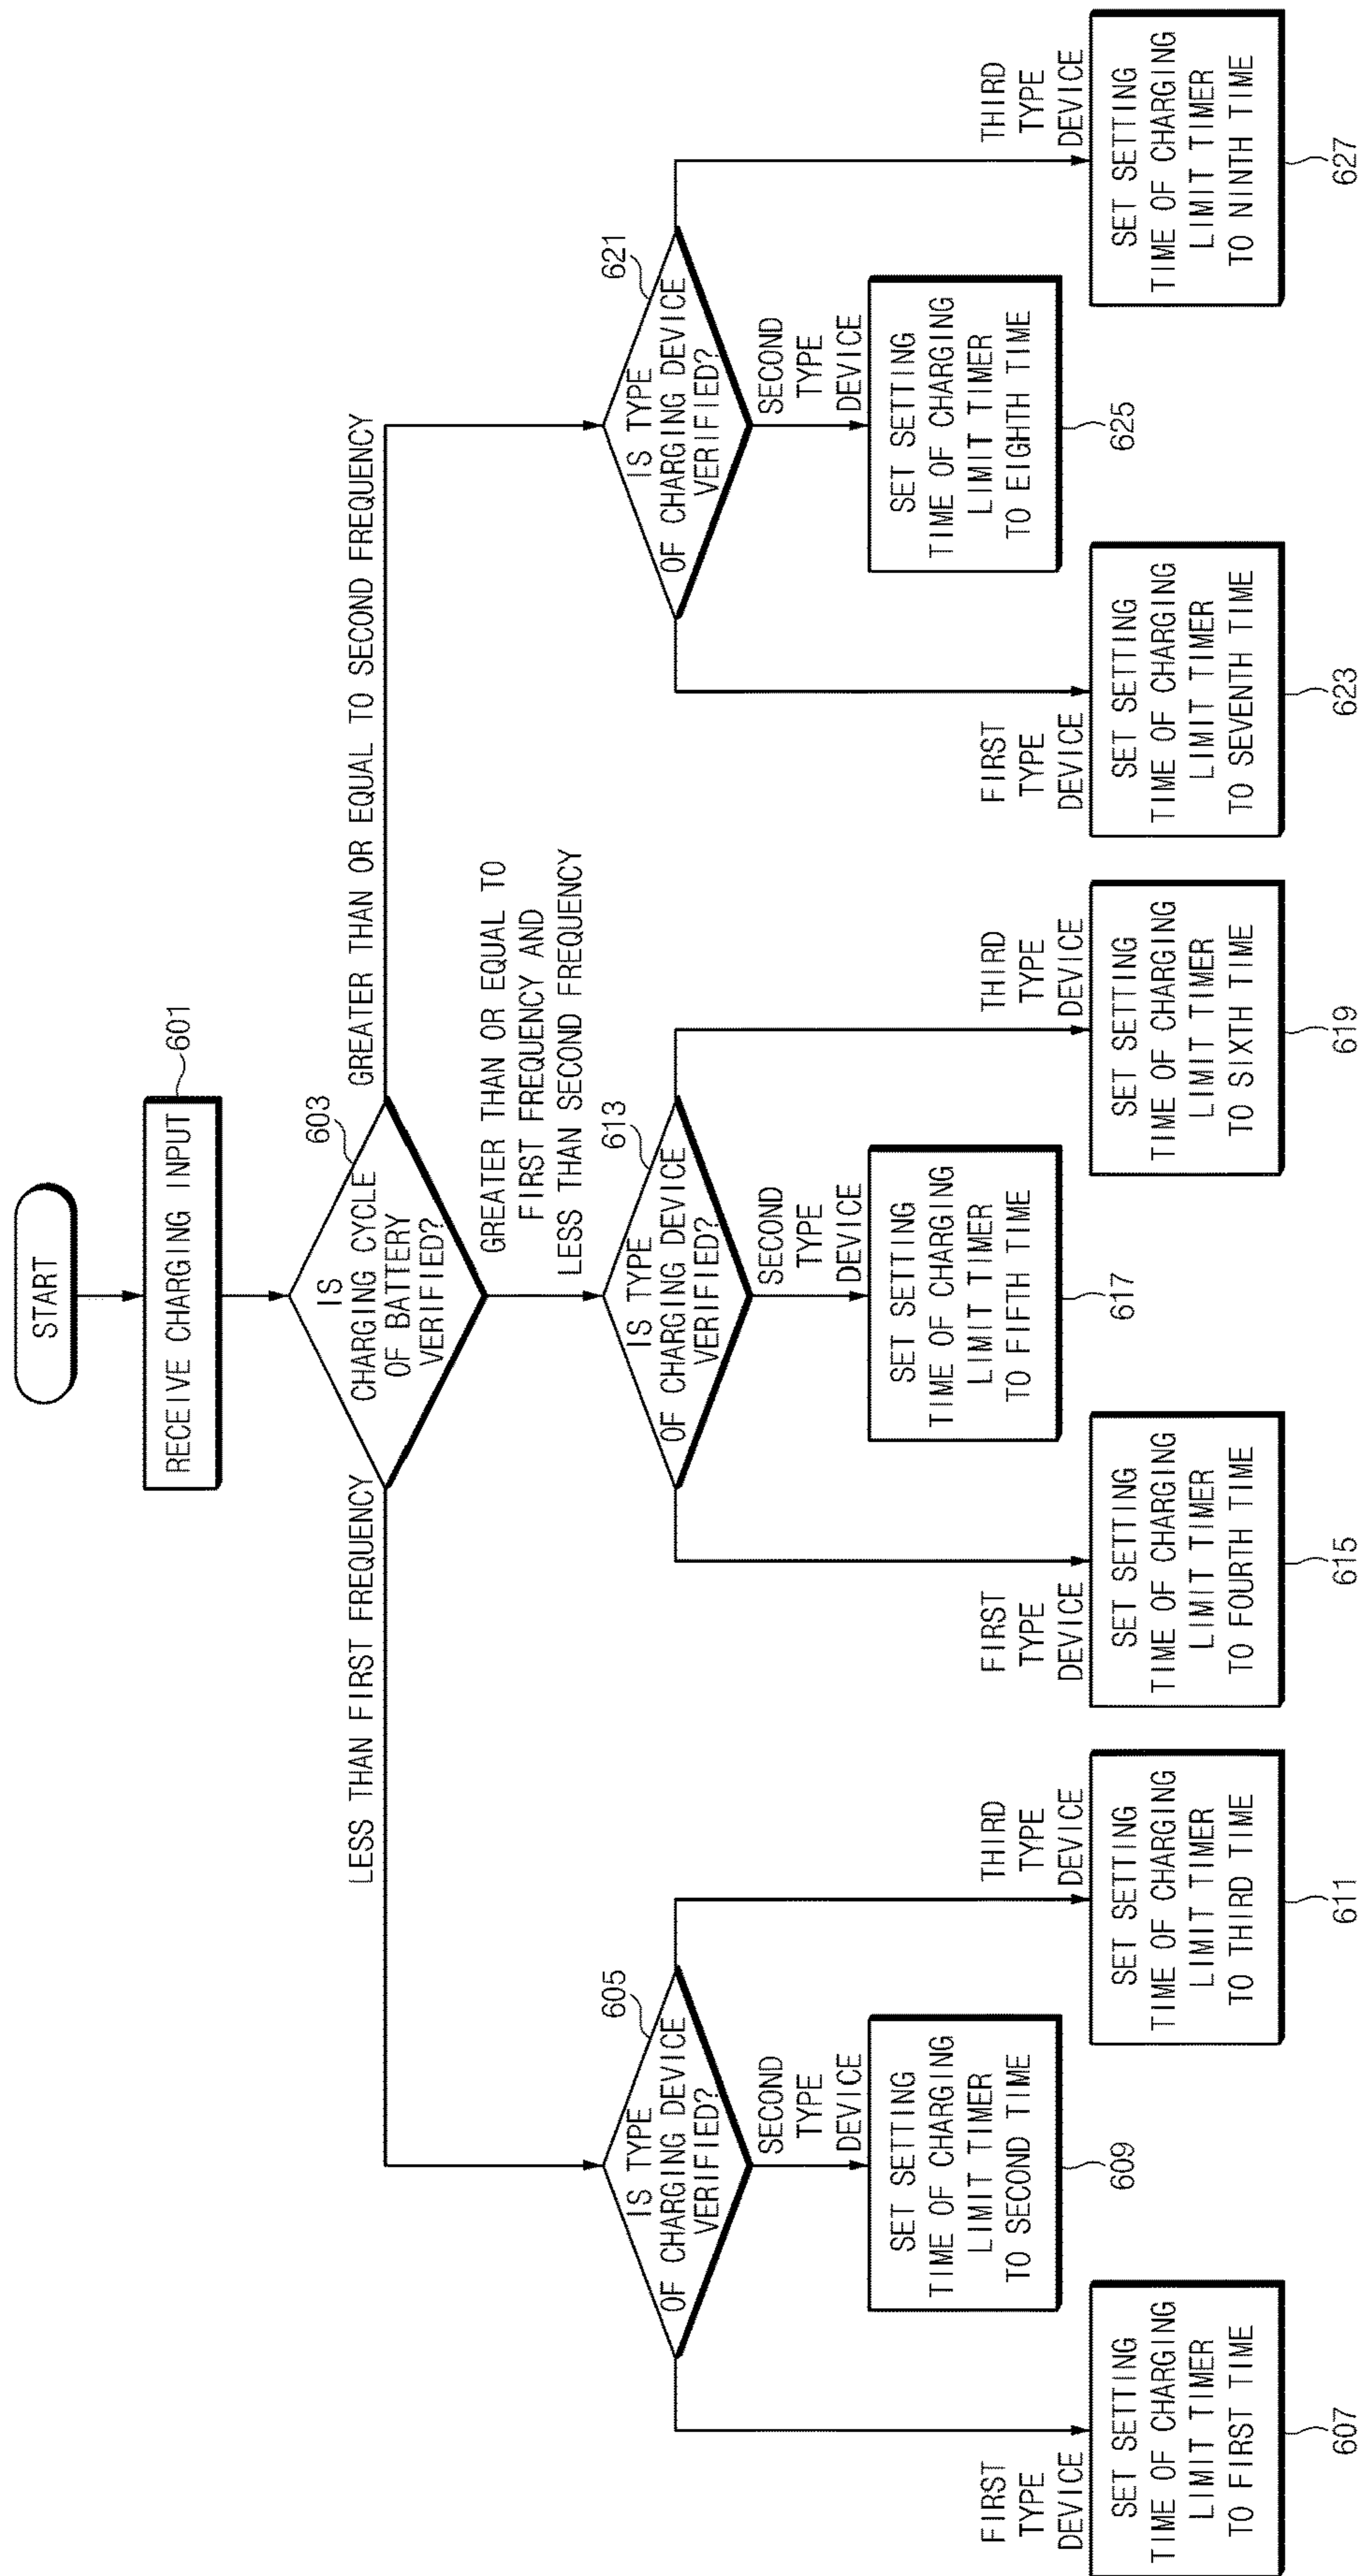 START
RECEIVE CHARGING INPUT
601
IS
CHARGING CYCLE
OF BATTERY
VERIFIED?
603
LESS THAN FIRST FREQUENCY
GREATER THAN OR EQUAL TO
FIRST FREQUENCY AND
LESS THAN SECOND FREQUENCY
GREATER THAN OR EQUAL TO SECOND FREQUENCY
IS TYPE
OF CHARGING DEVICE
VERIFIED?
605
FIRST
TYPE
DEVICE
SECOND
TYPE
DEVICE
THIRD
TYPE
DEVICE
SET SETTING
TIME OF CHARGING
LIMIT TIMER
TO FIRST TIME
607
SET SETTING
TIME OF CHARGING
LIMIT TIMER
TO SECOND TIME
609
SET SETTING
TIME OF CHARGING
LIMIT TIMER
TO THIRD TIME
611
IS TYPE
OF CHARGING DEVICE
VERIFIED?
613
FIRST
TYPE
DEVICE
SECOND
TYPE
DEVICE
THIRD
TYPE
DEVICE
SET SETTING
TIME OF CHARGING
LIMIT TIMER
TO FOURTH TIME
615
SET SETTING
TIME OF CHARGING
LIMIT TIMER
TO FIFTH TIME
617
SET SETTING
TIME OF CHARGING
LIMIT TIMER
TO SIXTH TIME
619
IS TYPE
OF CHARGING DEVICE
VERIFIED?
621
FIRST
TYPE
DEVICE
SECOND
TYPE
DEVICE
THIRD
TYPE
DEVICE
SET SETTING
TIME OF CHARGING
LIMIT TIMER
TO SEVENTH TIME
623
SET SETTING
TIME OF CHARGING
LIMIT TIMER
TO EIGHTH TIME
625
SET SETTING
TIME OF CHARGING
LIMIT TIMER
TO NINTH TIME
627